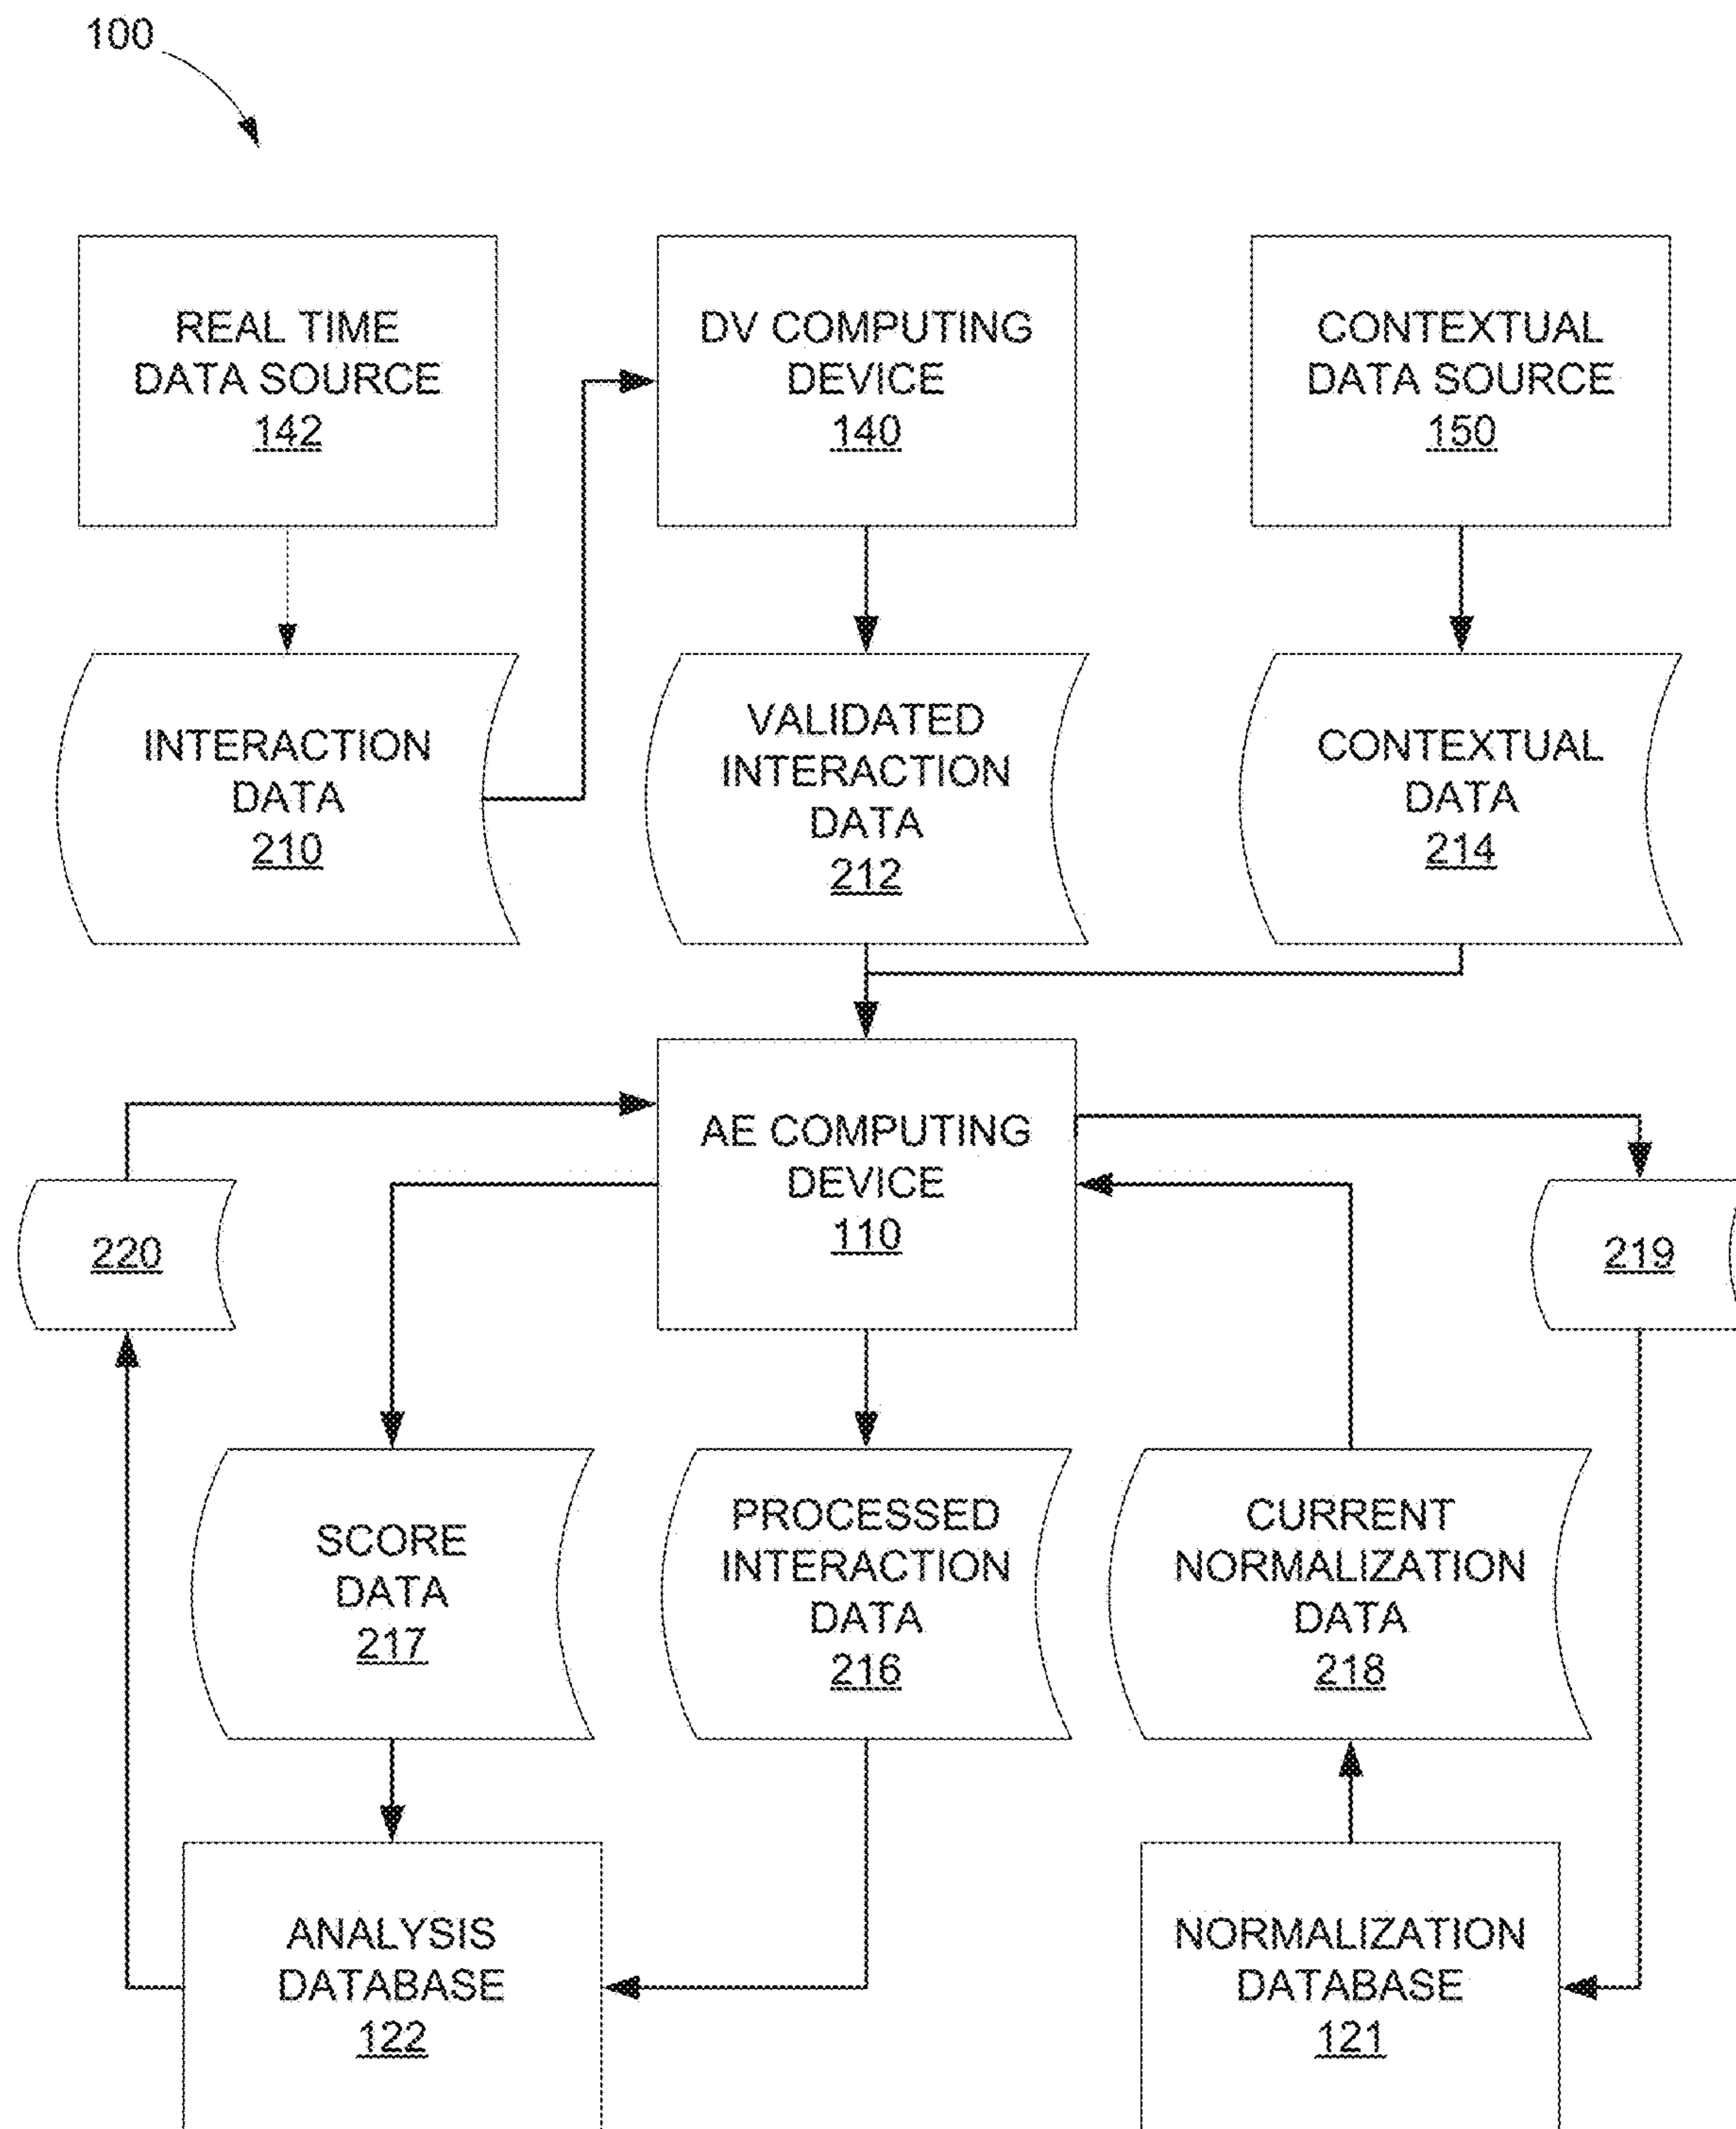 100
REAL TIME
DATA SOURCE
142
DV COMPUTING
DEVICE
140
CONTEXTUAL
DATA SOURCE
150
INTERACTION
DATA
210
VALIDATED
INTERACTION
DATA
212
CONTEXTUAL
DATA
214
AE COMPUTING
DEVICE
110
220
219
SCORE
DATA
217
PROCESSED
INTERACTION
DATA
216
CURRENT
NORMALIZATION
DATA
218
ANALYSIS
DATABASE
122
NORMALIZATION
DATABASE
121